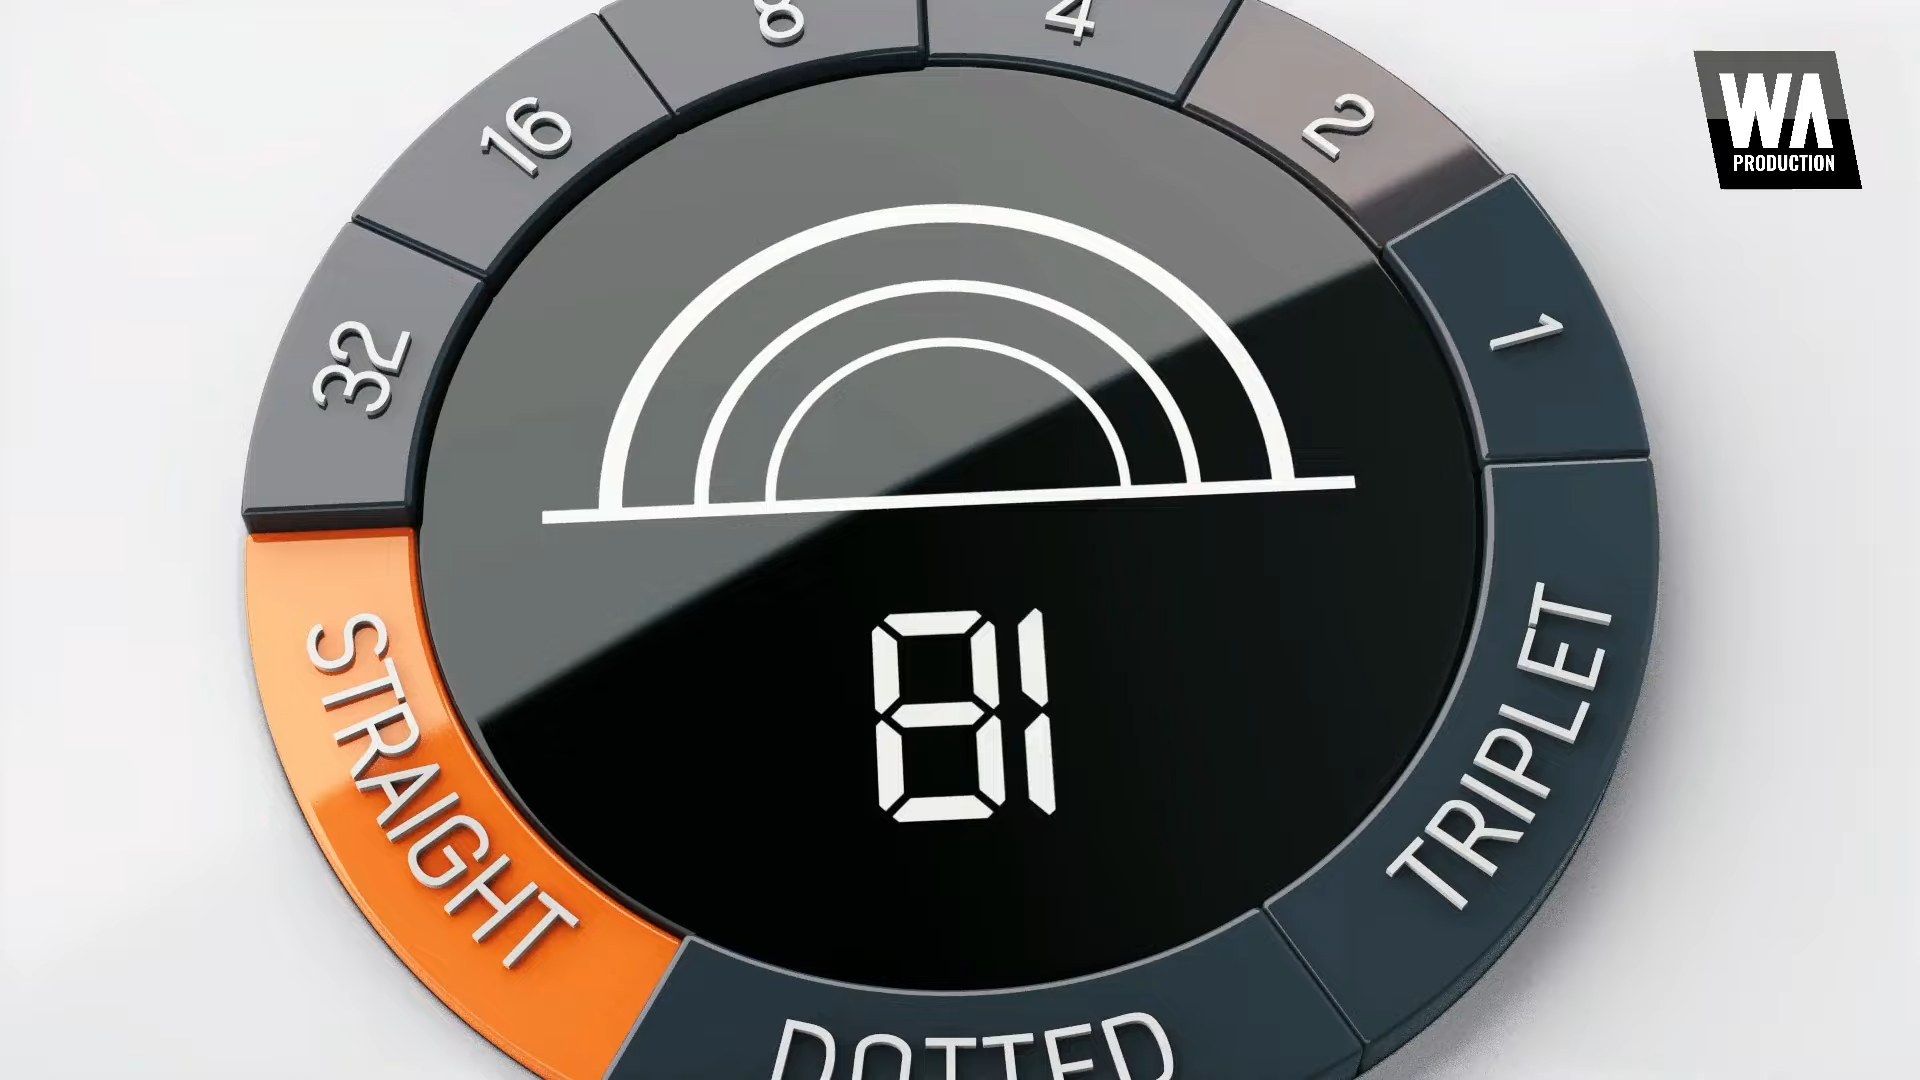 8
4
16
2
32
1
81
STRAIGHT
TRIPLET
DOTTED
WA
PRODUCTION